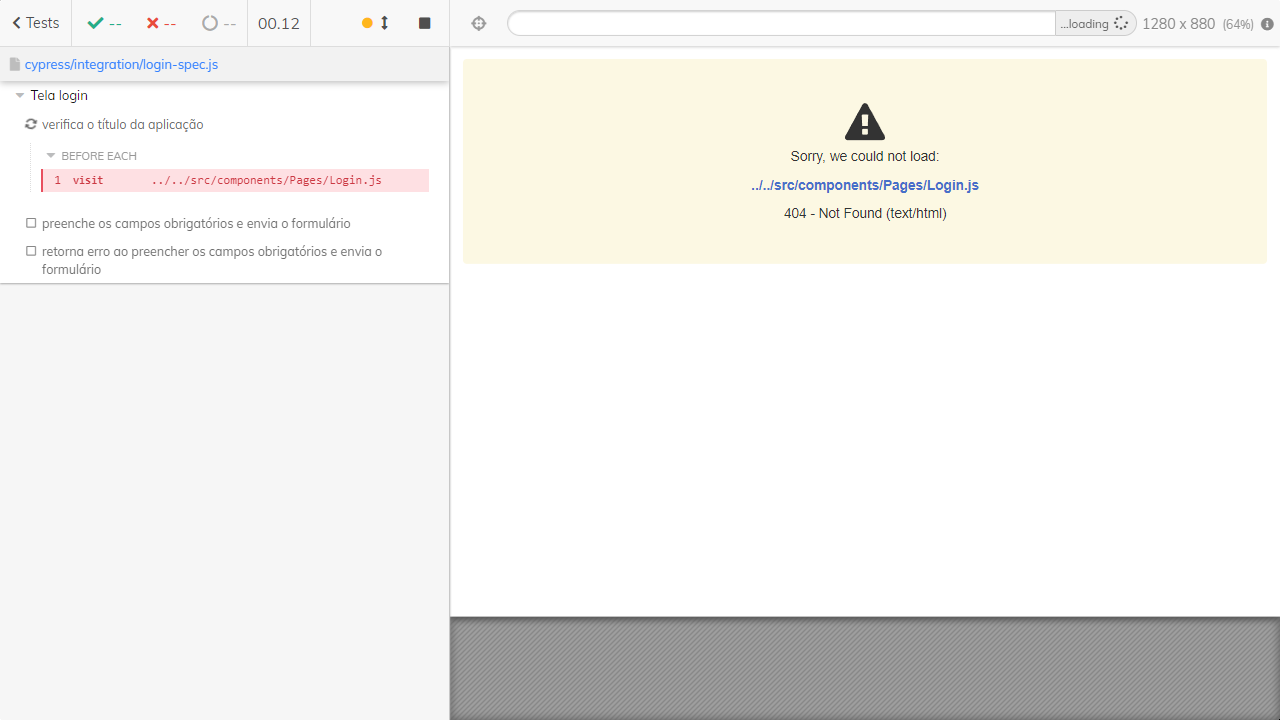 Tests
--
--
--
00.12
...loading
1280 x 880 (64%)
cypress/integration/login-spec.js
Tela login
verifica o título da aplicação
BEFORE EACH
1 visit ../../src/components/Pages/Login.js
preenche os campos obrigatórios e envia o formulário
retorna erro ao preencher os campos obrigatórios e envia o
formulário
Sorry, we could not load:
../../src/components/Pages/Login.js
404 - Not Found (text/html)